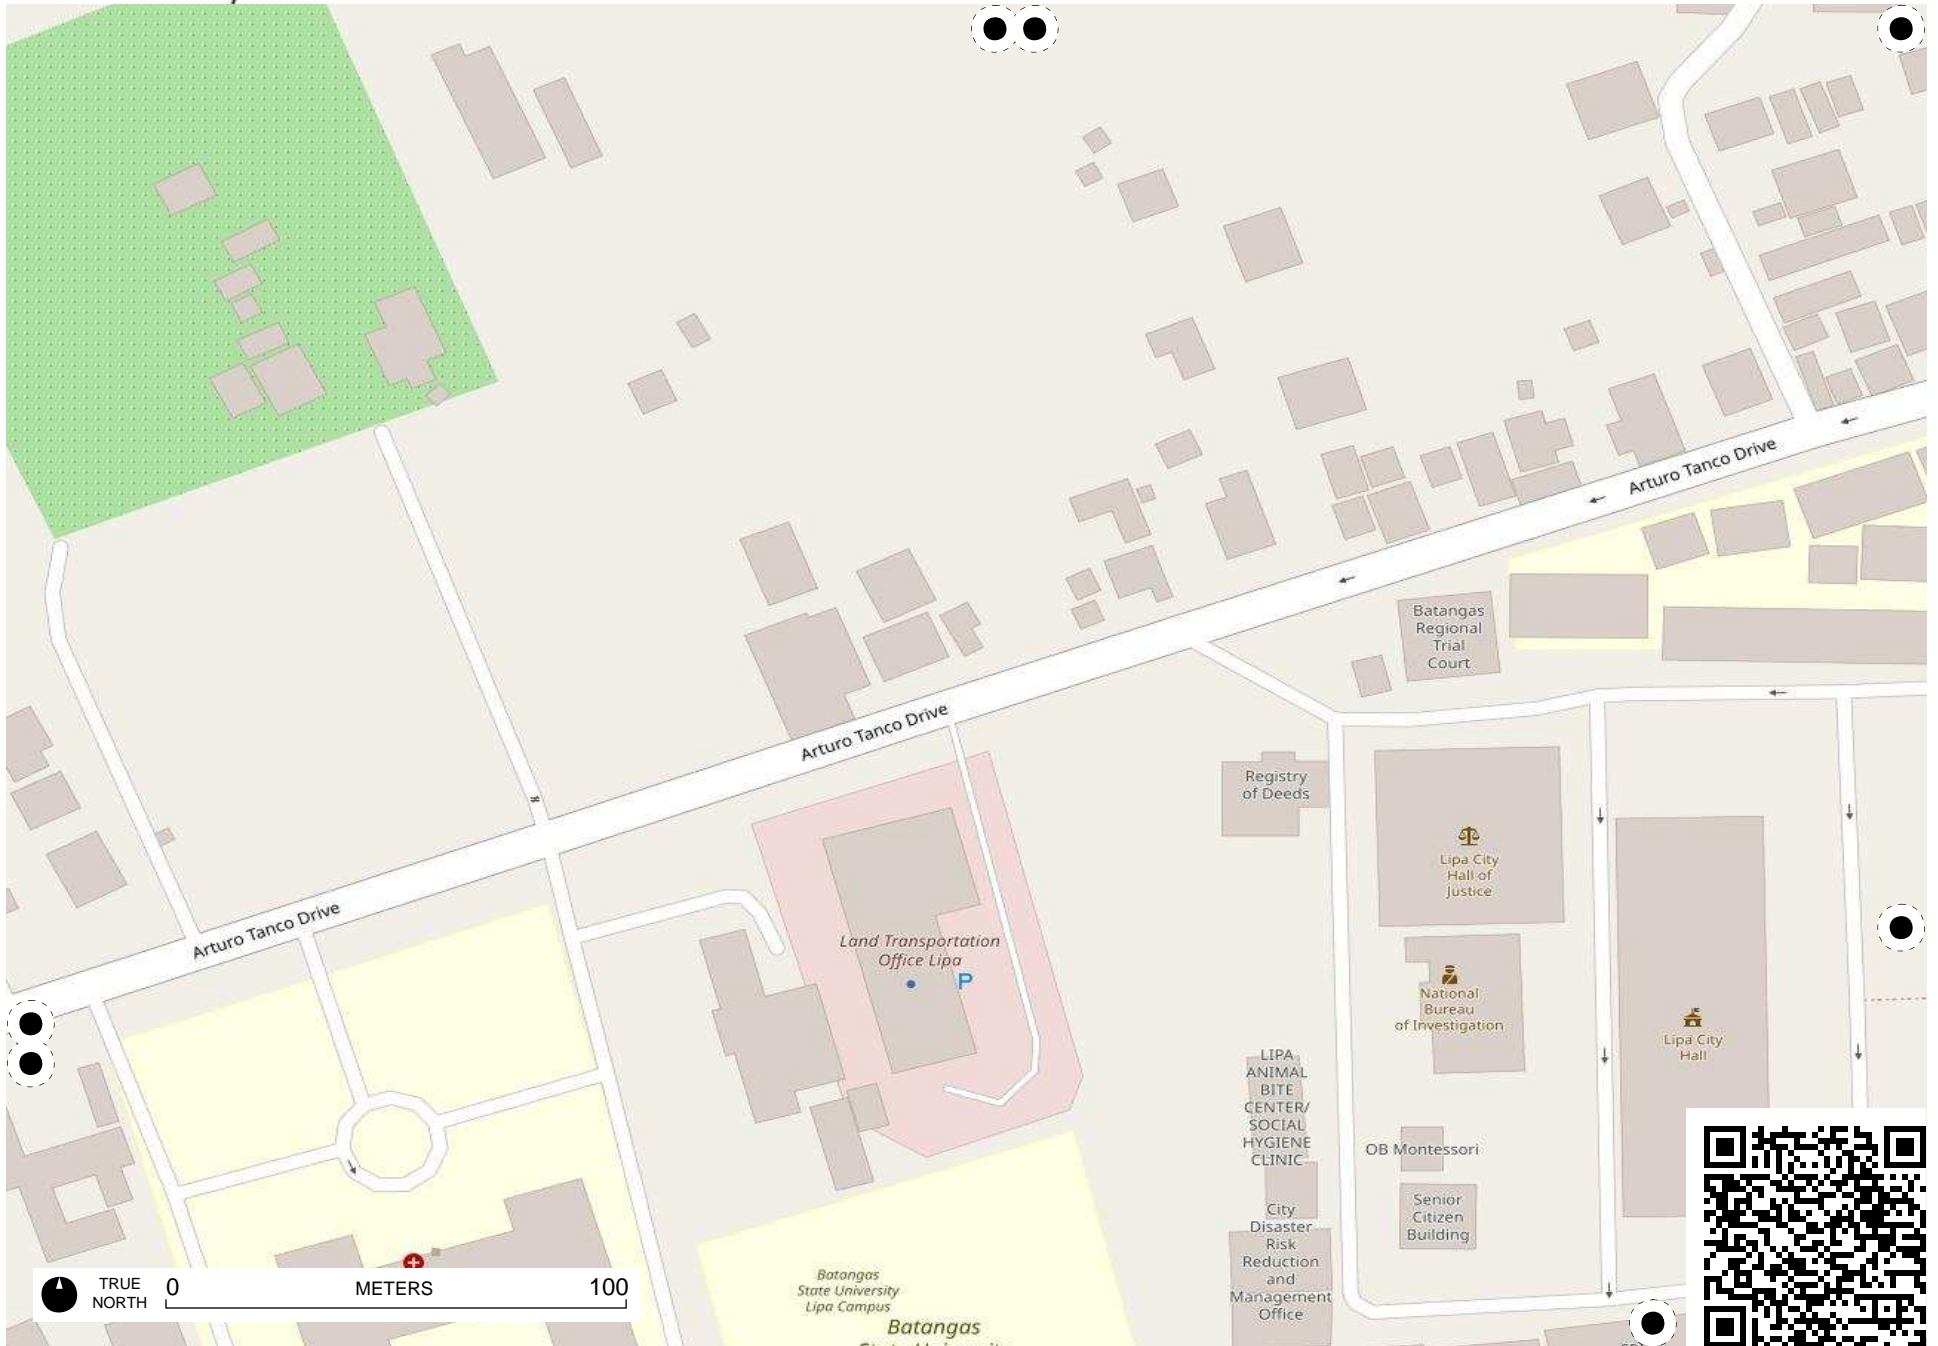 Arturo Tanco Drive
Batangas
Regional
Trial
Court
Arturo Tanco Drive
Registry
of Deeds
Lipa City
Hall of
Justice
Arturo Tanco Drive
Land Transportation
Office Lipa
P
National
Bureau
of Investigation
Lipa City
Hall
LIPA
ANIMAL
BITE
CENTER/
SOCIAL
HYGIENE
CLINIC
OB Montessori
Senior
Citizen
Building
City
Disaster
Risk
Reduction
and
Management
Office
Batangas
State University
Lipa Campus
Batangas
State University
TRUE
NORTH
0 METERS 100